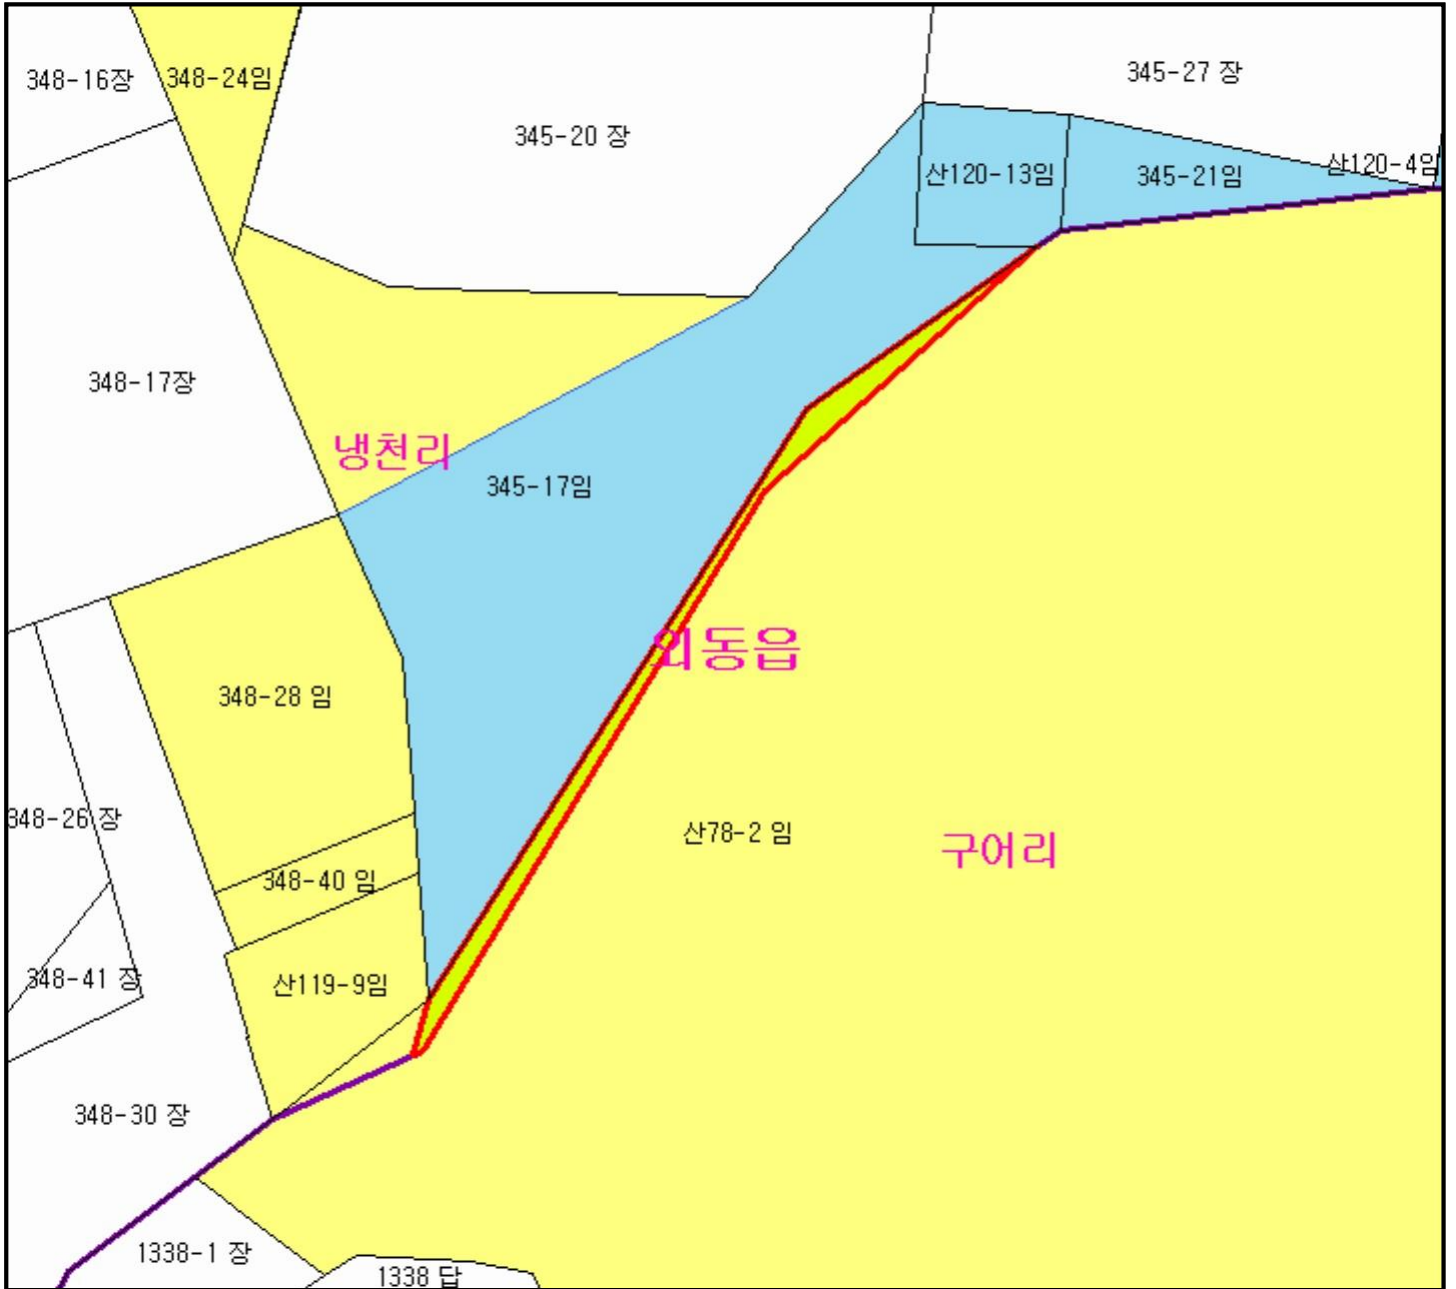 345-27 장
348-16장
348-24임
345-20 장
산120-4임
산120-13임
345-21임
348-17장
냉천리
345-17임
외동읍
348-28 임
348-26 장
산78-2 임
구어리
348-40 임
348-41 장
산119-9임
348-30 장
1338-1 장
1338 답